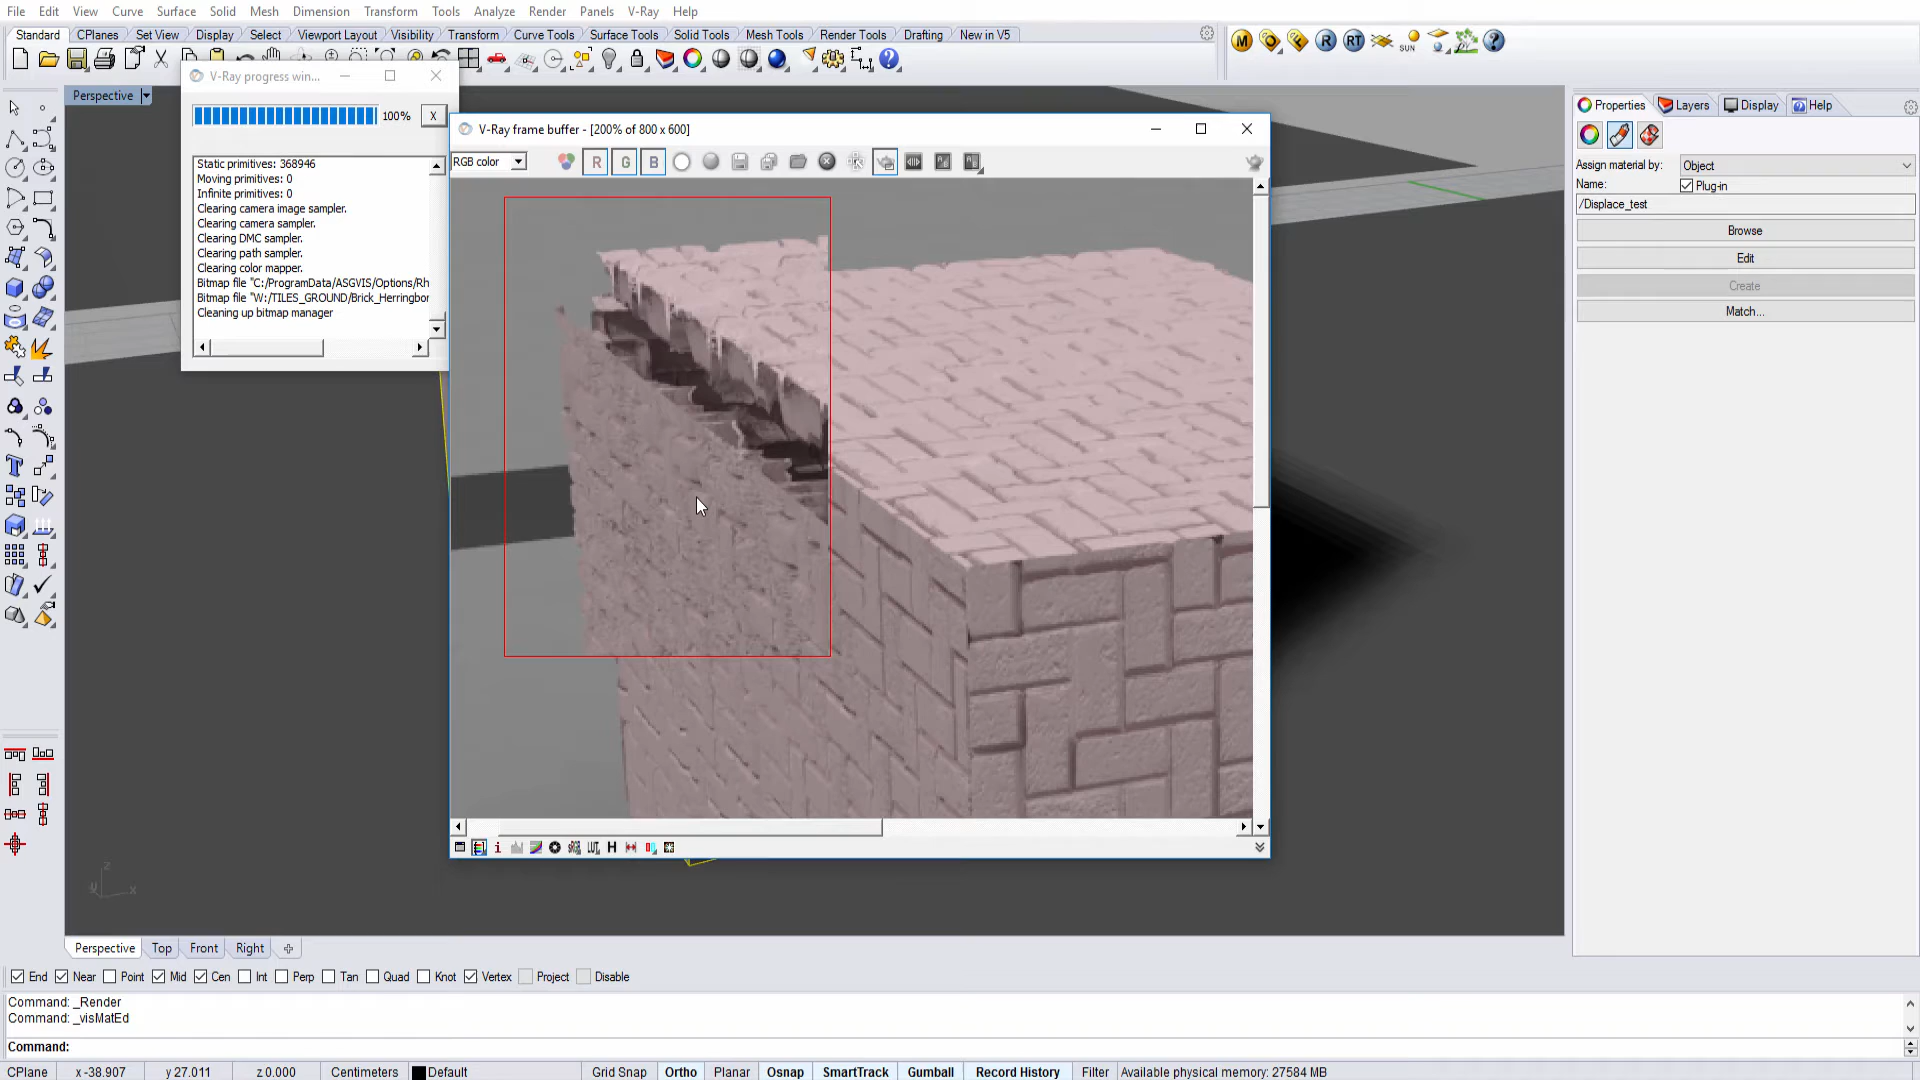 File Edit View Curve Surface Solid Mesh Dimension Transform Tools Analyze Render Panels V-Ray Help
Standard CPlanes Set View Display Select Viewport Layout Visibility Transform Curve Tools Surface Tools Solid Tools Mesh Tools Render Tools Drafting New in V5
M R RT SUN
Perspective
V-Ray progress win...
100% X
Static primitives: 368946
Moving primitives: 0
Infinite primitives: 0
Clearing camera image sampler.
Clearing camera sampler.
Clearing DMC sampler.
Clearing path sampler.
Clearing color mapper.
Bitmap file "C:/ProgramData/ASGVIS/Options/Rh
Bitmap file "W:/TILES_GROUND/Brick_Herringbor
Cleaning up bitmap manager
V-Ray frame buffer - [200% of 800 x 600]
RGB color R G B
H
Properties Layers Display Help
Assign material by: Object
Name: Plug-in
/Displace_test
Browse
Edit
Create
Match...
z
y x
Perspective Top Front Right
End Near Point Mid Cen Int Perp Tan Quad Knot Vertex Project Disable
Command: _Render
Command: _visMatEd
Command:
CPlane x -38.907 y 27.011 z 0.000 Centimeters Default Grid Snap Ortho Planar Osnap SmartTrack Gumball Record History Filter Available physical memory: 27584 MB